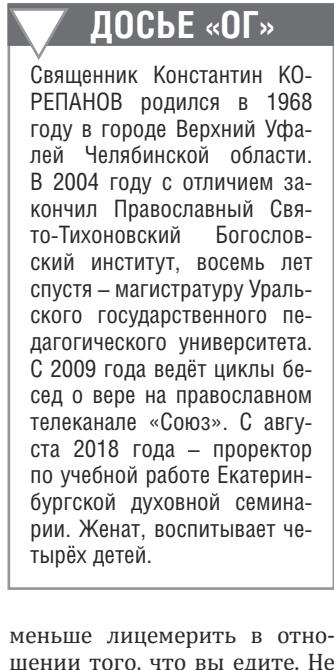 ДОСЬЕ «ОГ»
Священник Константин КО-
РЕПАНОВ родился в 1968
году в городе Верхний Уфа-
лей Челябинской области.
В 2004 году с отличием за-
кончил Православный Свя-
то-Тихоновский Богослов-
ский институт, восемь лет
спустя – магистратуру Ураль-
ского государственного пе-
дагогического университета.
С 2009 года ведёт циклы бе-
сед о вере на православном
телеканале «Союз». С авгу-
ста 2018 года – проректор
по учебной работе Екатерин-
бургской духовной семина-
рии. Женат, воспитывает че-
тырёх детей.
меньше лицемерить в отно-
шении того, что вы едите. Не